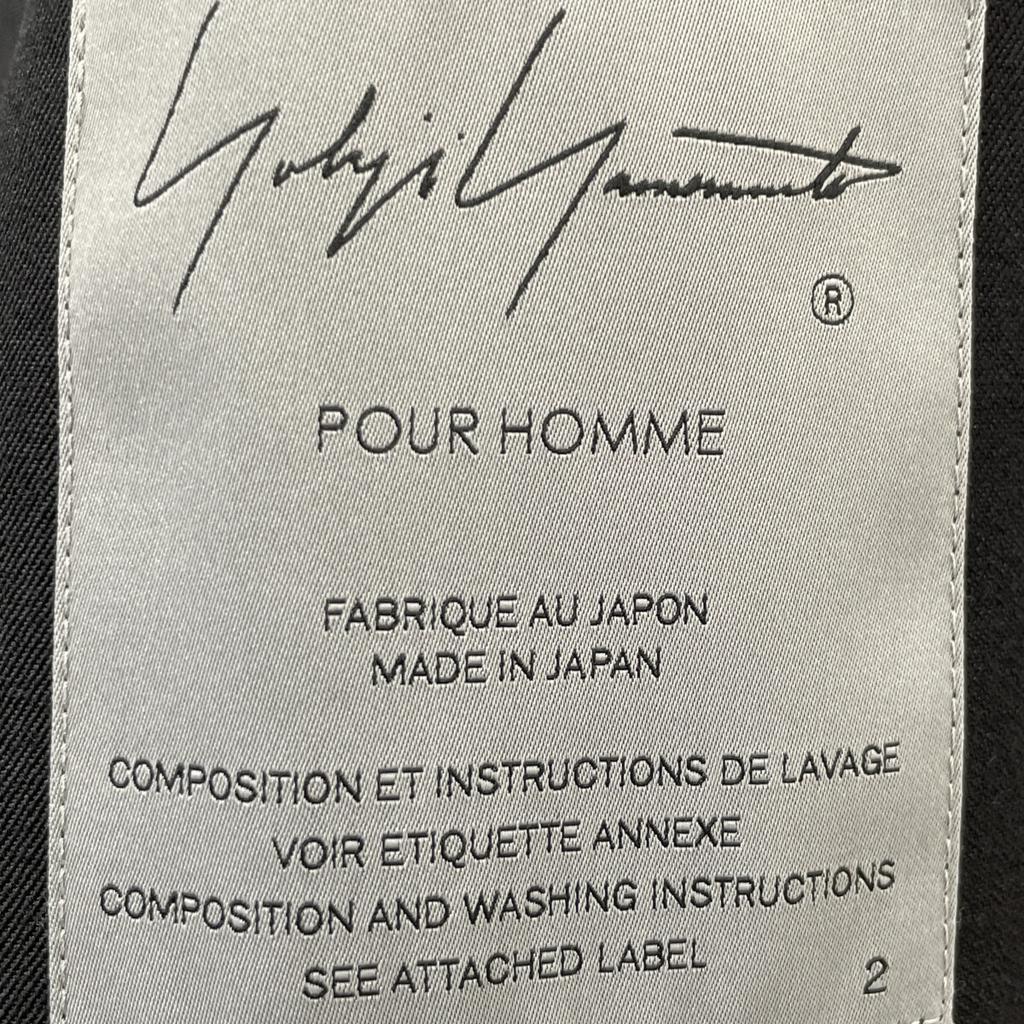 Yohji Yamamoto
®
POUR HOMME
FABRIQUE AU JAPON
MADE IN JAPAN
COMPOSITION ET INSTRUCTIONS DE LAVAGE
VOIR ETIQUETTE ANNEXE
COMPOSITION AND WASHING INSTRUCTIONS
SEE ATTACHED LABEL
2